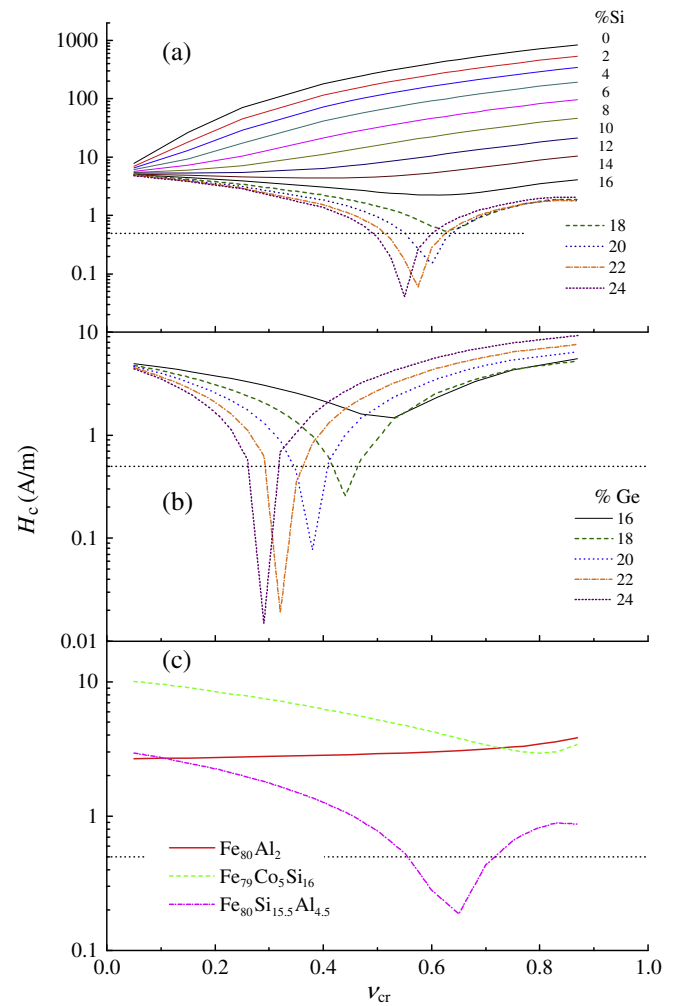 %Si
(a)
1000
0
2
100
4
6
8
10
10
12
14
16
1
18
20
0.1
22
24
10
1
H_c (A/m)
(b)
% Ge
16
18
0.1
20
22
24
0.01
(c)
10
1
Fe₈₀Al₂
Fe₇₉Co₅Si₁₆
Fe₈₀Si₁₅.₅Al₄.₅
0.1
0.0 0.2 0.4 0.6 0.8 1.0
ν_cr